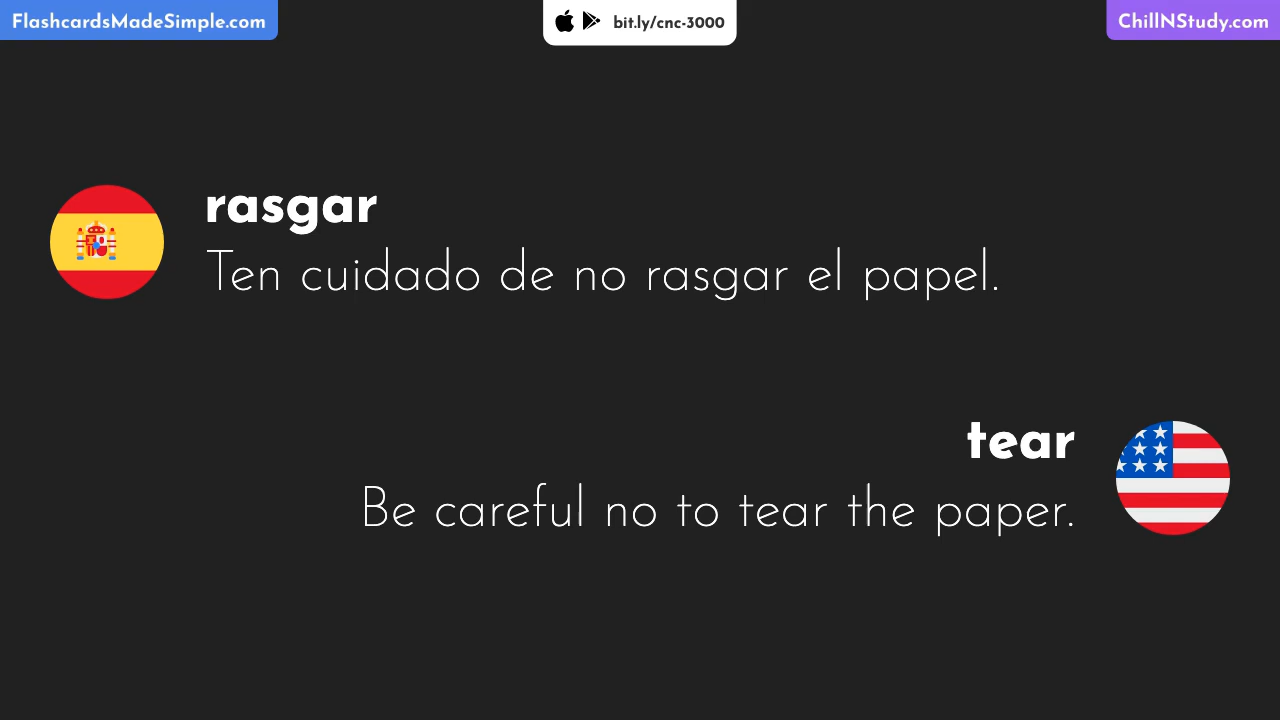 FlashcardsMadeSimple.com
bit.ly/cnc-3000
ChillNStudy.com
rasgar
Ten cuidado de no rasgar el papel.
tear
Be careful no to tear the paper.